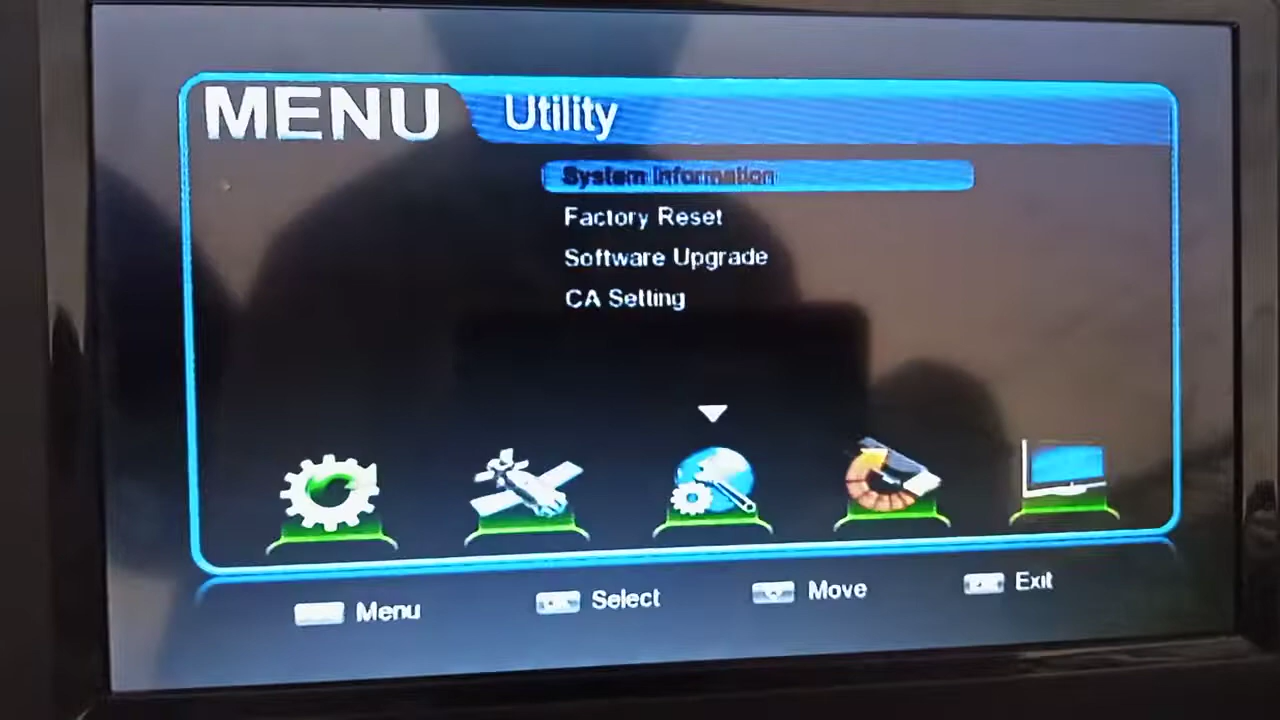 MENU Utility
System Information
Factory Reset
Software Upgrade
CA Setting
Menu Select Move Exit